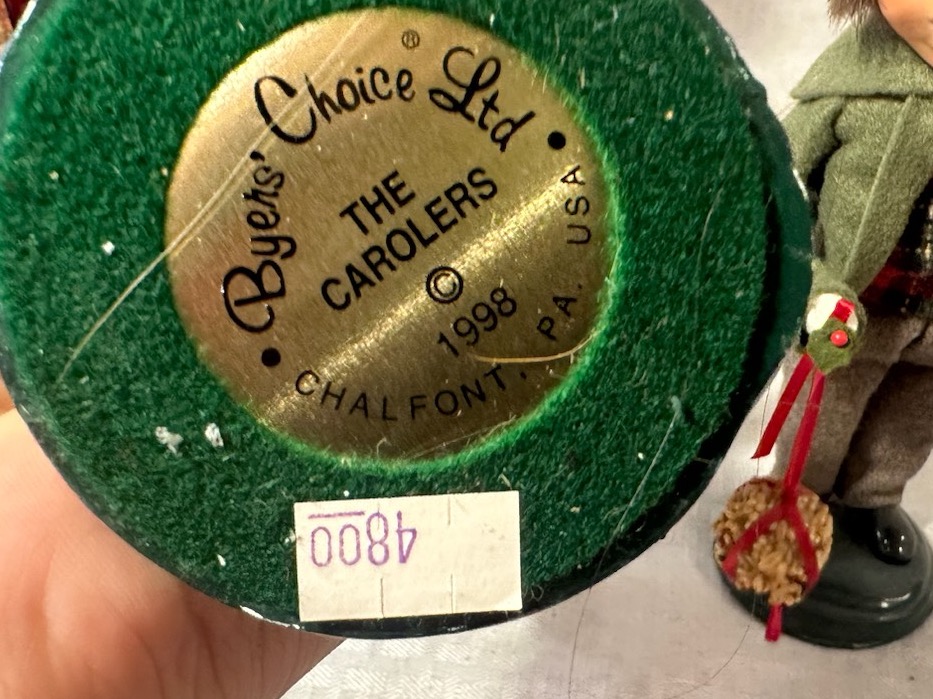 Byers' Choice ® Ltd
THE
CAROLERS
©
1998
CHALFONT, PA. USA
4800